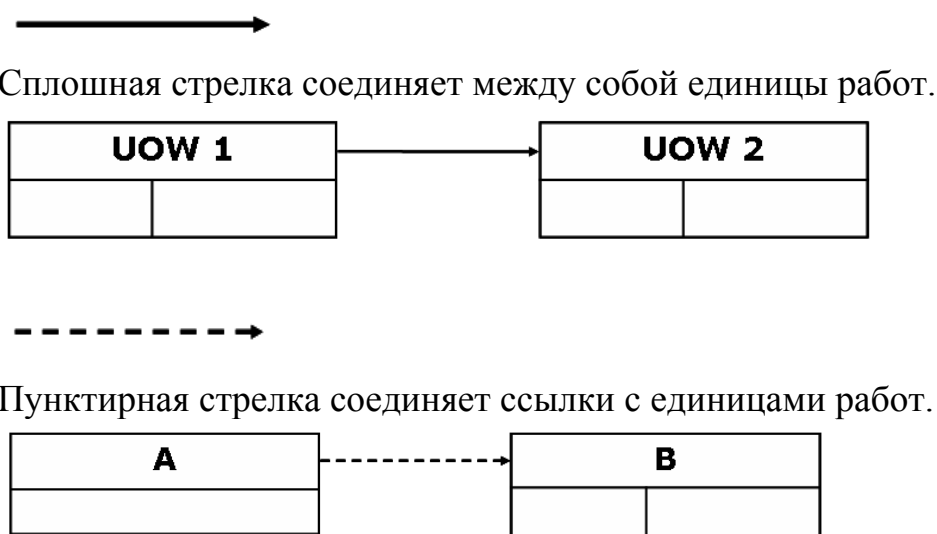 Сплошная стрелка соединяет между собой единицы работ.
UOW 1 UOW 2
Пунктирная стрелка соединяет ссылки с единицами работ.
A B